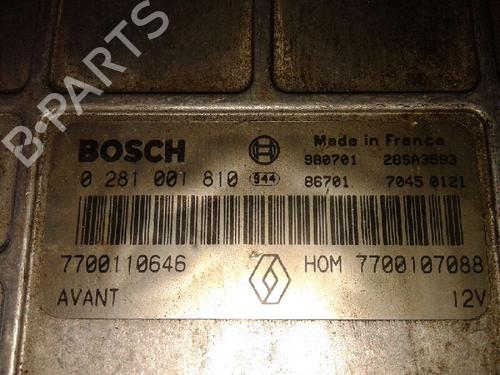 B-PARTS
BOSCH
Made in France
980701 28SA3593
0 281 001 810 944 86701 7045 0121
7700110646 HOM 7700107088
AVANT 12V